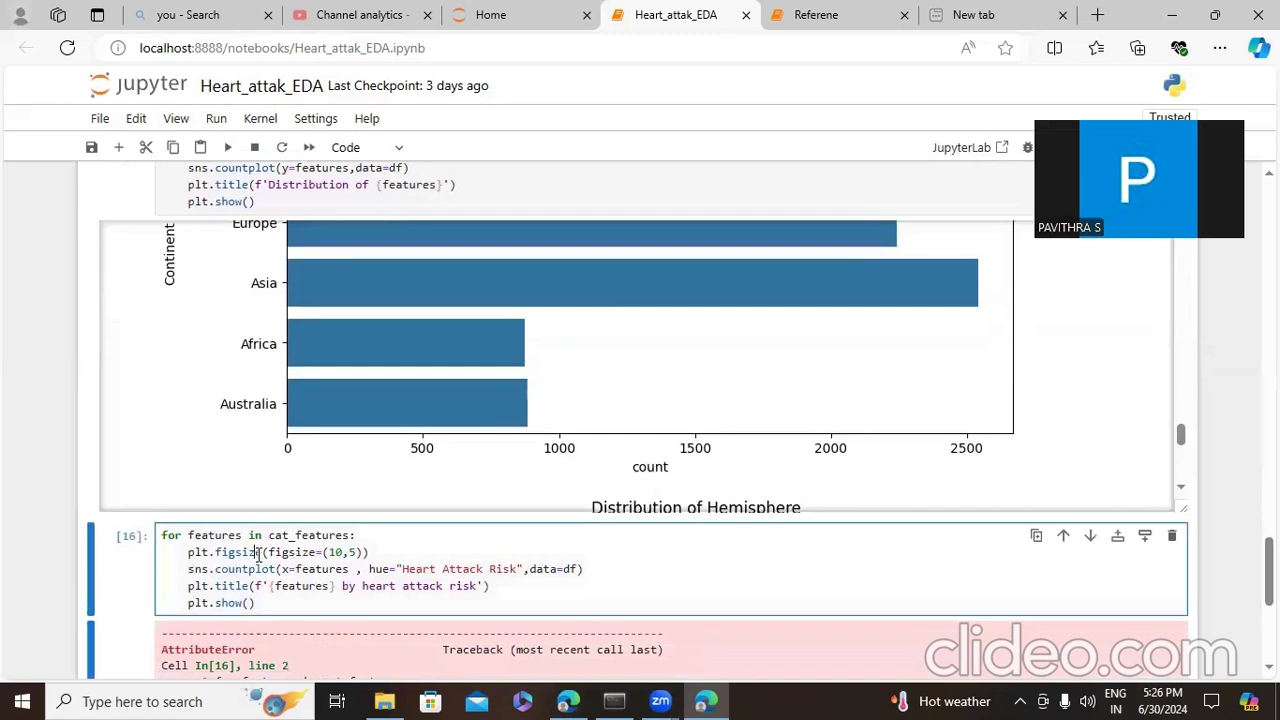 you - Search
Channel analytics -
Home
Heart_attak_EDA
Referene
New tab
localhost:8888/notebooks/Heart_attak_EDA.ipynb
jupyter Heart_attak_EDA Last Checkpoint: 3 days ago
File Edit View Run Kernel Settings Help
Trusted
Code
JupyterLab
P
PAVITHRA S
sns.countplot(y=features,data=df)
plt.title(f'Distribution of {features}')
plt.show()
Continent
Europe
Asia
Africa
Australia
0 500 1000 1500 2000 2500
count
Distribution of Hemisphere
[16]:
for features in cat_features:
plt.figsize(figsize=(10,5))
sns.countplot(x=features , hue="Heart Attack Risk",data=df)
plt.title(f'{features} by heart attack risk')
plt.show()
AttributeError Traceback (most recent call last)
Cell In[16], line 2
clideo.com
Type here to search
Hot weather
ENG
IN
5:26 PM
6/30/2024